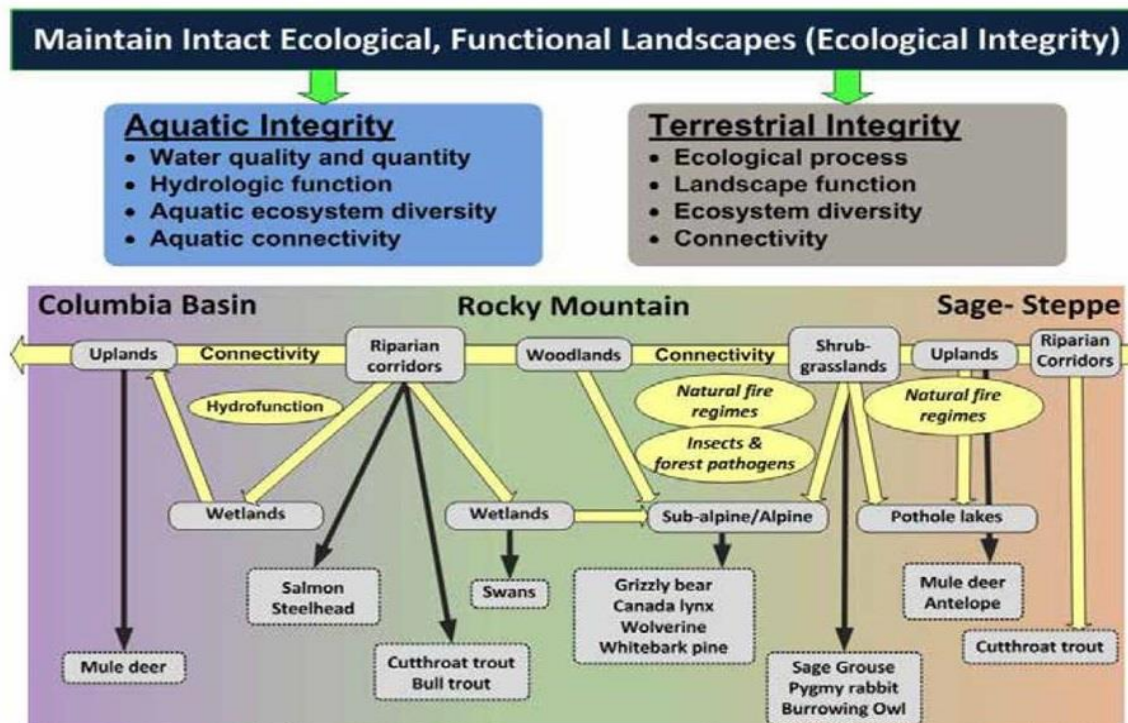 Maintain Intact Ecological, Functional Landscapes (Ecological Integrity)
Aquatic Integrity
• Water quality and quantity
• Hydrologic function
• Aquatic ecosystem diversity
• Aquatic connectivity
Terrestrial Integrity
• Ecological process
• Landscape function
• Ecosystem diversity
• Connectivity
Columbia Basin
Rocky Mountain
Sage- Steppe
Uplands
Connectivity
Riparian
corridors
Woodlands
Connectivity
Shrub-
grasslands
Uplands
Riparian
Corridors
Hydrofunction
Natural fire
regimes
Insects &
forest pathogens
Natural fire
regimes
Wetlands
Wetlands
Sub-alpine/Alpine
Pothole lakes
Salmon
Steelhead
Swans
Grizzly bear
Canada lynx
Wolverine
Whitebark pine
Mule deer
Antelope
Mule deer
Cutthroat trout
Bull trout
Sage Grouse
Pygmy rabbit
Burrowing Owl
Cutthroat trout